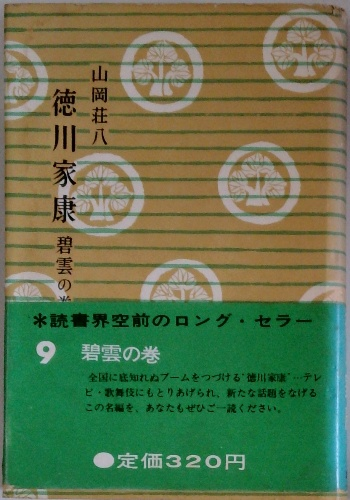 山岡荘八
徳川家康
碧雲の巻
*読書界空前のロング・セラー
9 碧雲の巻
全国に底知れぬブームをつづける“徳川家康”…テレ
ビ・歌舞伎にもとりあげられ、新たな話題をなげる
この名編を、あなたもぜひご一読ください。
●定価320円